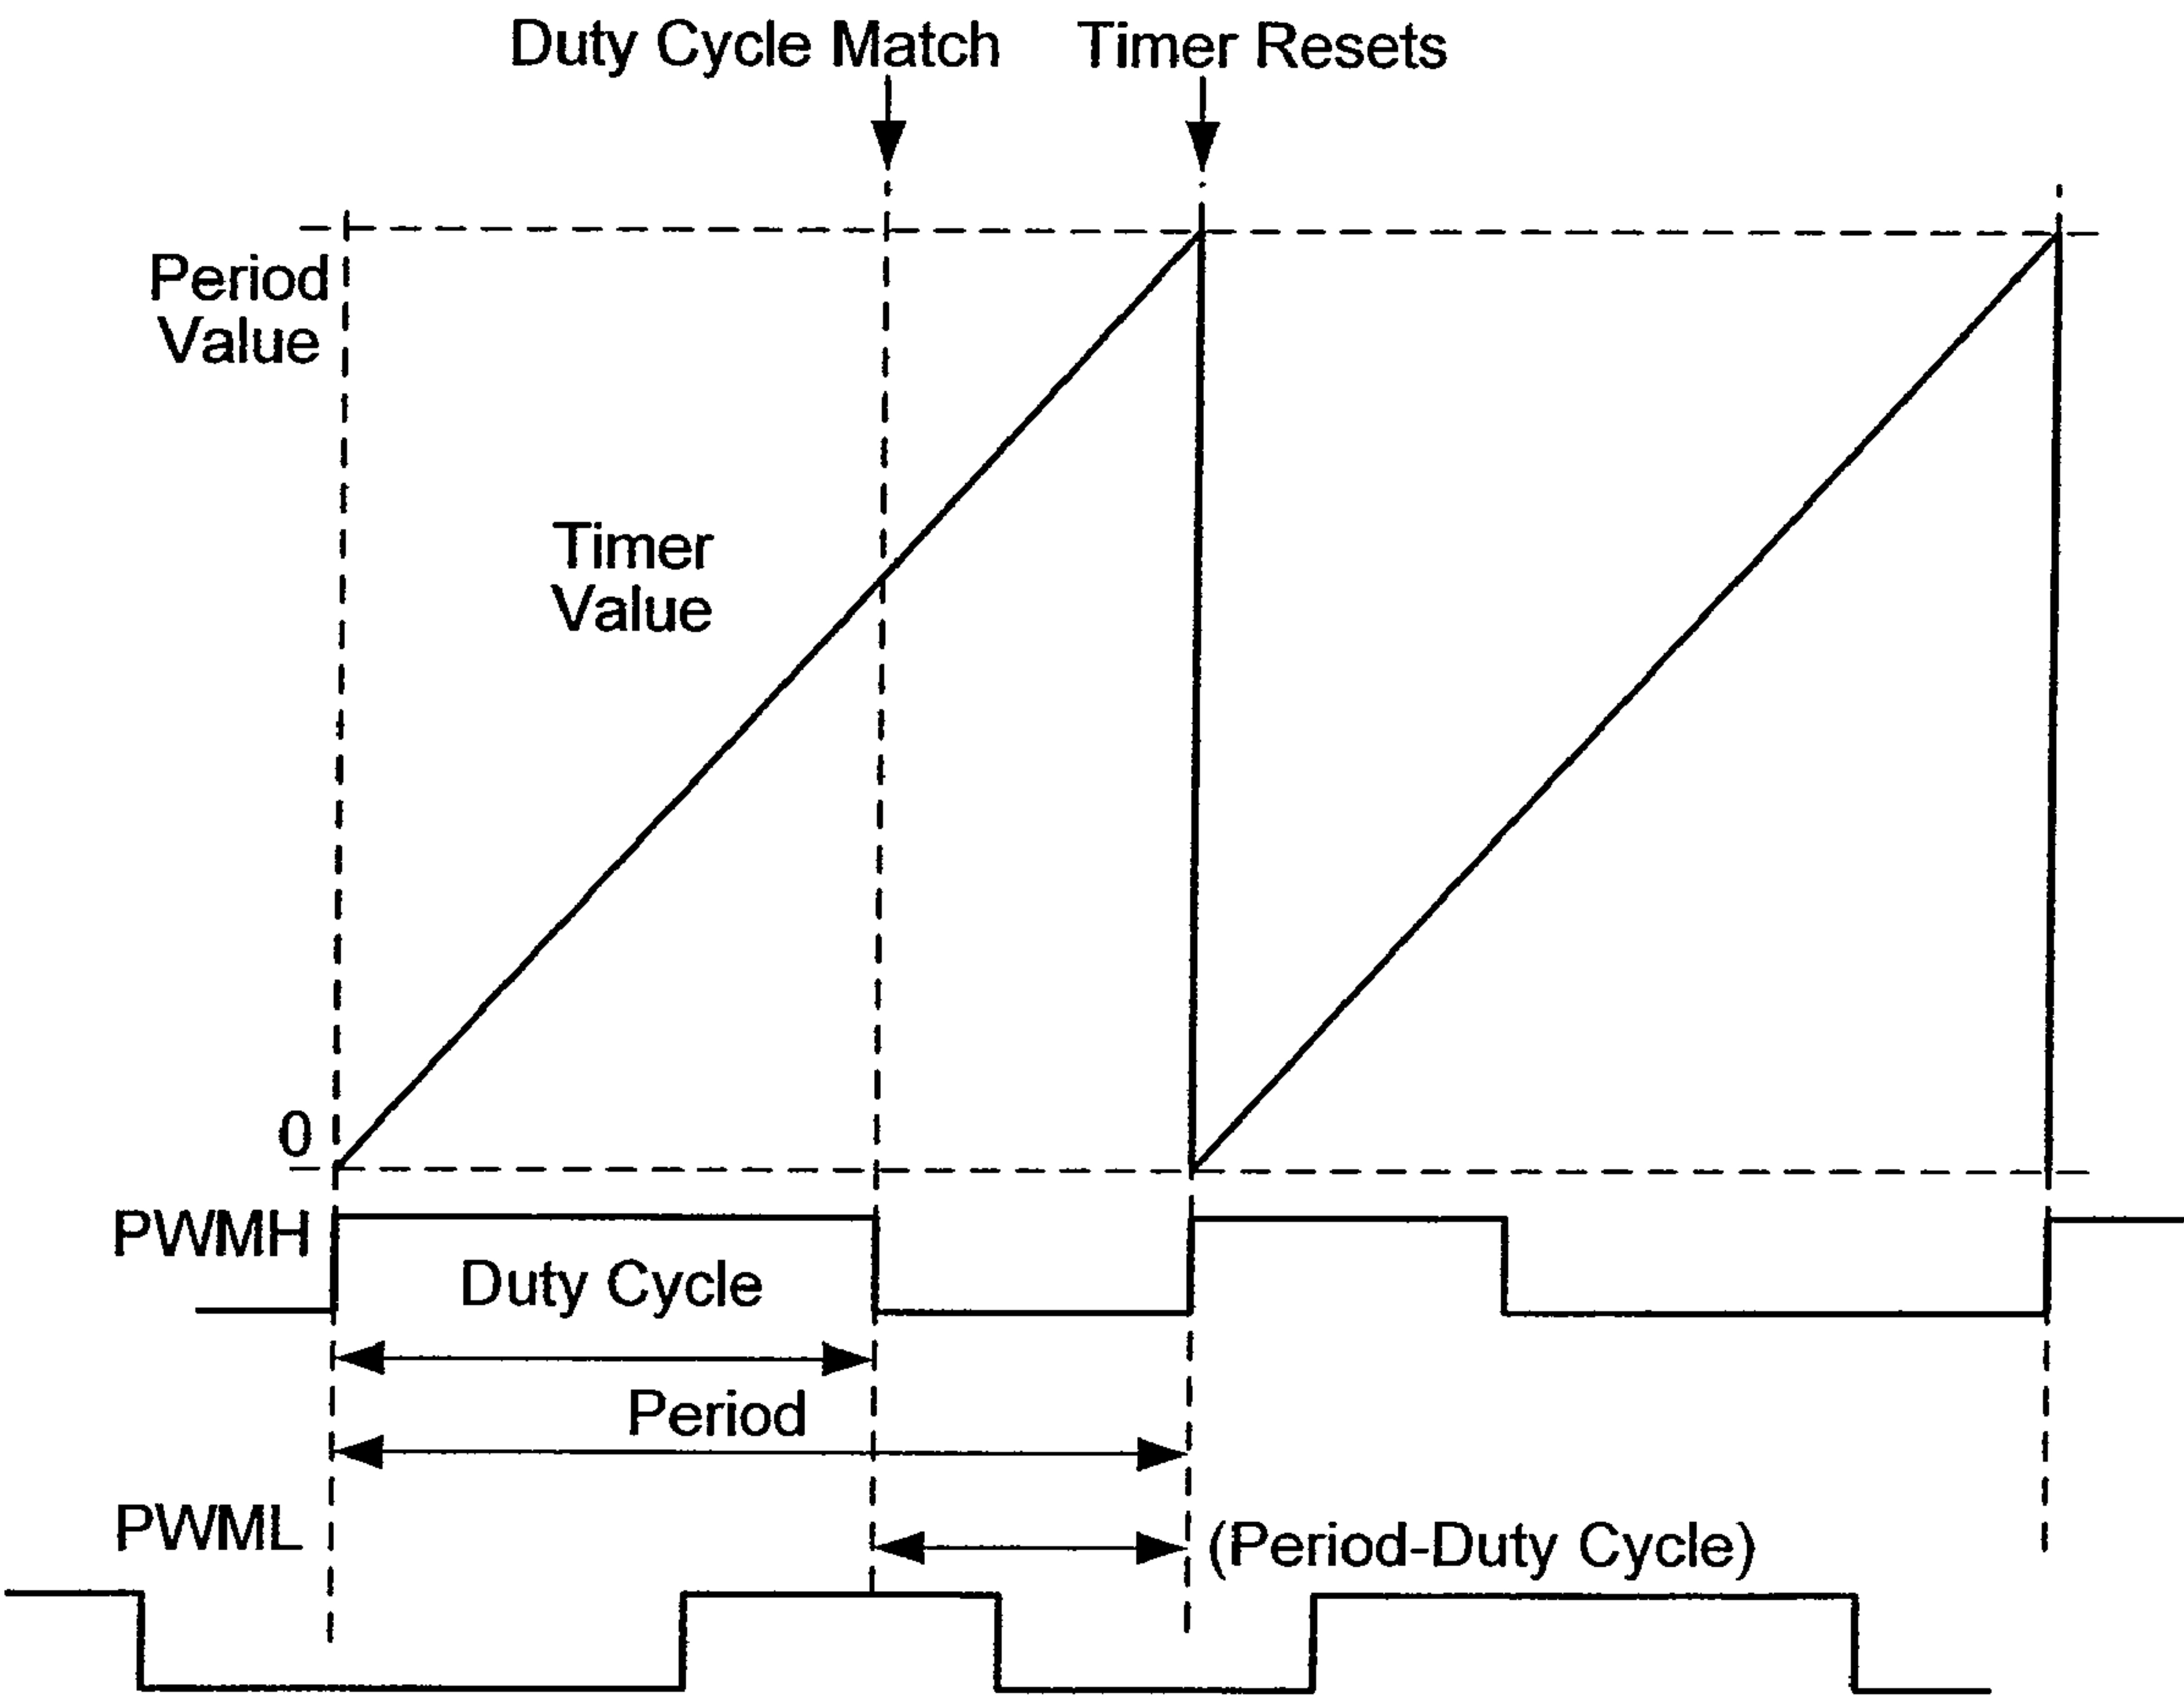 Duty Cycle Match
Timer Resets
Period
Value
Timer
Value
0
PWMH
Duty Cycle
Period
PWML
(Period-Duty Cycle)